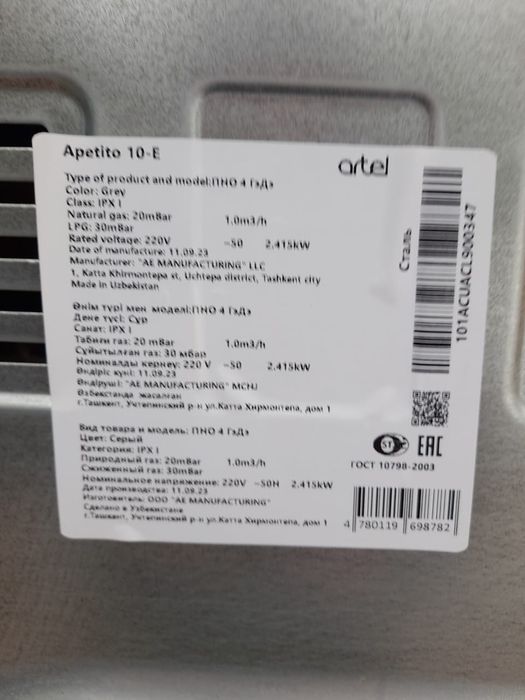 Apetito 10-E
artel
Type of product and model:ПНО 4 ГэДэ
Color: Grey
Class: IPX I
Natural gas: 20mBar 1.0m3/h
LPG: 30mBar
Rated voltage: 220V ~50 2.415kW
Date of manufacture: 11.09.23
Manufacturer: "AE MANUFACTURING" LLC
1, Katta Khirmontepa st, Uchtepa district, Tashkent city
Made in Uzbekistan
Өнім түрі мен моделі:ПНО 4 ГэДэ
Дене түсі: Сұр
Санат: IPX I
Табиғи газ: 20 mBar 1.0m3/h
Сұйытылған газ: 30 мбар
Номиналды кернеу: 220 V ~50 2.415kW
Өндіріс күні: 11.09.23
Өндіруші: "AE MANUFACTURING" МСHJ
Өзбекстанда жасалған
г.Ташкент, Учтепинский р-н ул.Катта Хирмонтепа, дом 1
Вид товара и модель: ПНО 4 ГэДэ
Цвет: Серый
Категория: IPX I
Природный газ: 20mBar 1.0m3/h
Сжиженный газ: 30mBar
Номинальное напряжение: 220V ~50H 2.415kW
Дата производства: 11.09.23
Изготовитель: ООО "AE MANUFACTURING"
Сделано в Узбекистане
г.Ташкент, Учтепинский р-н ул.Катта Хирмонтепа, дом 1
Сталь
101ACUACL900347
ST
EAC
ГОСТ 10798-2003
4 780119 698782